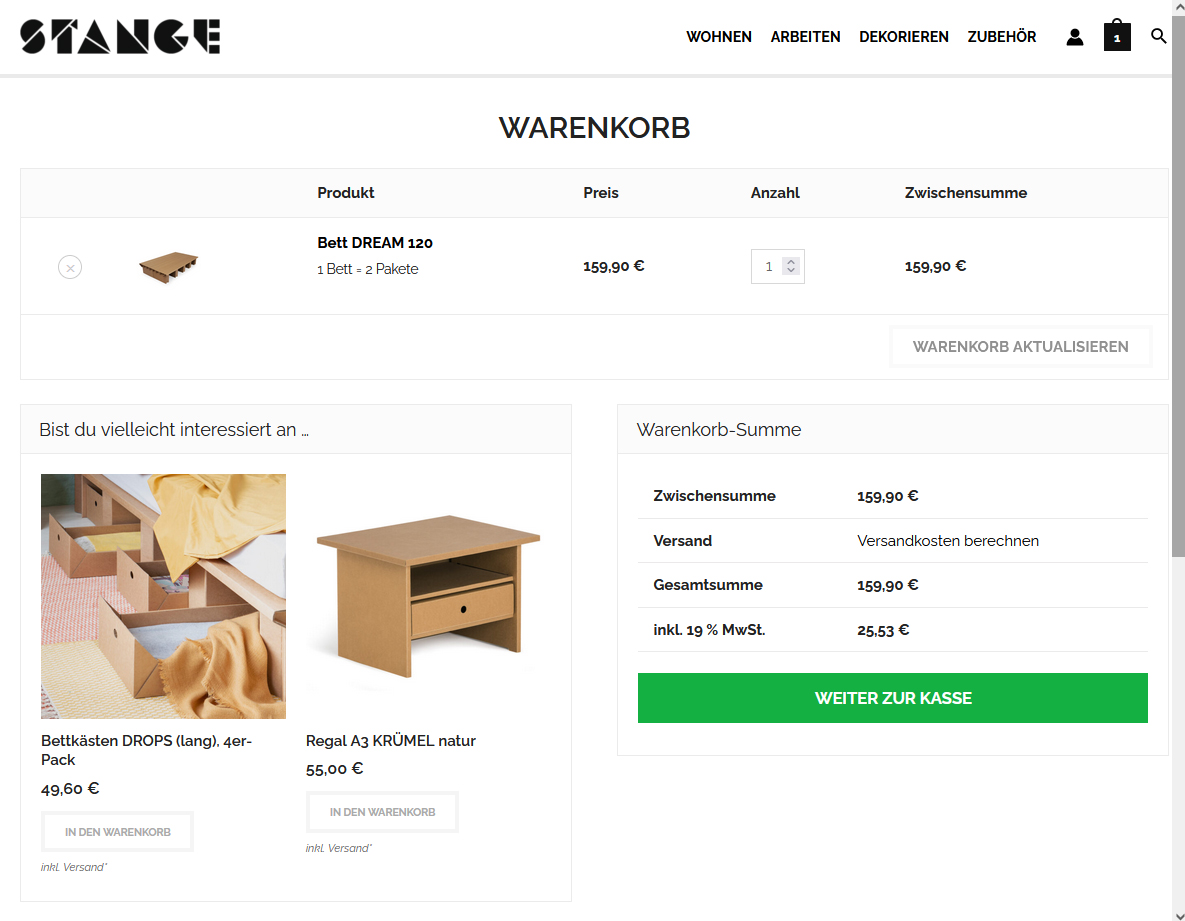 STANGE
WOHNEN ARBEITEN DEKORIEREN ZUBEHÖR 1
WARENKORB
Produkt Preis Anzahl Zwischensumme
Bett DREAM 120
1 Bett = 2 Pakete
159,90 € 1 159,90 €
WARENKORB AKTUALISIEREN
Bist du vielleicht interessiert an …
Bettkästen DROPS (lang), 4er-
Pack
49,60 €
IN DEN WARENKORB
inkl. Versand*
Regal A3 KRÜMEL natur
55,00 €
IN DEN WARENKORB
inkl. Versand*
Warenkorb-Summe
Zwischensumme 159,90 €
Versand Versandkosten berechnen
Gesamtsumme 159,90 €
inkl. 19 % MwSt. 25,53 €
WEITER ZUR KASSE